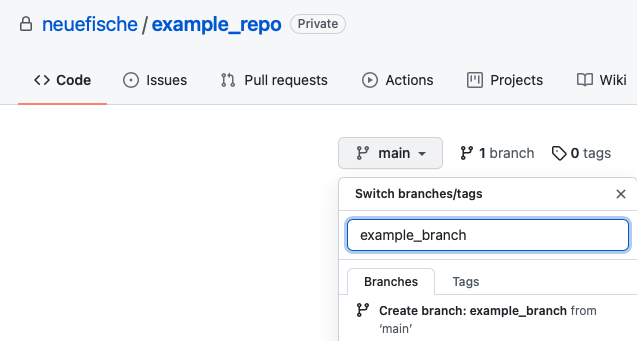 neuefische / example_repo Private
Code Issues Pull requests Actions Projects Wiki
main 1 branch 0 tags
Switch branches/tags
example_branch
Branches Tags
Create branch: example_branch from
‘main’